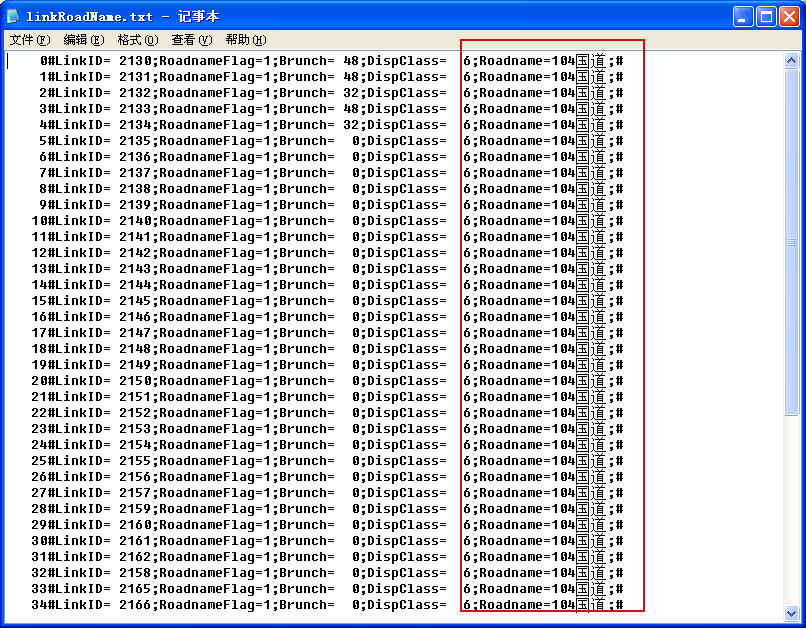 linkRoadName.txt - 记事本
文件(F) 编辑(E) 格式(O) 查看(V) 帮助(H)
0#LinkID= 2130;RoadnameFlag=1;Brunch= 48;DispClass=  6;Roadname=104国道;#
1#LinkID= 2131;RoadnameFlag=1;Brunch= 48;DispClass=  6;Roadname=104国道;#
2#LinkID= 2132;RoadnameFlag=1;Brunch= 32;DispClass=  6;Roadname=104国道;#
3#LinkID= 2133;RoadnameFlag=1;Brunch= 48;DispClass=  6;Roadname=104国道;#
4#LinkID= 2134;RoadnameFlag=1;Brunch= 32;DispClass=  6;Roadname=104国道;#
5#LinkID= 2135;RoadnameFlag=1;Brunch=  0;DispClass=  6;Roadname=104国道;#
6#LinkID= 2136;RoadnameFlag=1;Brunch=  0;DispClass=  6;Roadname=104国道;#
7#LinkID= 2137;RoadnameFlag=1;Brunch=  0;DispClass=  6;Roadname=104国道;#
8#LinkID= 2138;RoadnameFlag=1;Brunch=  0;DispClass=  6;Roadname=104国道;#
9#LinkID= 2139;RoadnameFlag=1;Brunch=  0;DispClass=  6;Roadname=104国道;#
10#LinkID= 2140;RoadnameFlag=1;Brunch=  0;DispClass=  6;Roadname=104国道;#
11#LinkID= 2141;RoadnameFlag=1;Brunch=  0;DispClass=  6;Roadname=104国道;#
12#LinkID= 2142;RoadnameFlag=1;Brunch=  0;DispClass=  6;Roadname=104国道;#
13#LinkID= 2143;RoadnameFlag=1;Brunch=  0;DispClass=  6;Roadname=104国道;#
14#LinkID= 2144;RoadnameFlag=1;Brunch=  0;DispClass=  6;Roadname=104国道;#
15#LinkID= 2145;RoadnameFlag=1;Brunch=  0;DispClass=  6;Roadname=104国道;#
16#LinkID= 2146;RoadnameFlag=1;Brunch=  0;DispClass=  6;Roadname=104国道;#
17#LinkID= 2147;RoadnameFlag=1;Brunch=  0;DispClass=  6;Roadname=104国道;#
18#LinkID= 2148;RoadnameFlag=1;Brunch=  0;DispClass=  6;Roadname=104国道;#
19#LinkID= 2149;RoadnameFlag=1;Brunch=  0;DispClass=  6;Roadname=104国道;#
20#LinkID= 2150;RoadnameFlag=1;Brunch=  0;DispClass=  6;Roadname=104国道;#
21#LinkID= 2151;RoadnameFlag=1;Brunch=  0;DispClass=  6;Roadname=104国道;#
22#LinkID= 2152;RoadnameFlag=1;Brunch=  0;DispClass=  6;Roadname=104国道;#
23#LinkID= 2153;RoadnameFlag=1;Brunch=  0;DispClass=  6;Roadname=104国道;#
24#LinkID= 2154;RoadnameFlag=1;Brunch=  0;DispClass=  6;Roadname=104国道;#
25#LinkID= 2155;RoadnameFlag=1;Brunch=  0;DispClass=  6;Roadname=104国道;#
26#LinkID= 2156;RoadnameFlag=1;Brunch=  0;DispClass=  6;Roadname=104国道;#
27#LinkID= 2157;RoadnameFlag=1;Brunch=  0;DispClass=  6;Roadname=104国道;#
28#LinkID= 2159;RoadnameFlag=1;Brunch=  0;DispClass=  6;Roadname=104国道;#
29#LinkID= 2160;RoadnameFlag=1;Brunch=  0;DispClass=  6;Roadname=104国道;#
30#LinkID= 2161;RoadnameFlag=1;Brunch=  0;DispClass=  6;Roadname=104国道;#
31#LinkID= 2162;RoadnameFlag=1;Brunch=  0;DispClass=  6;Roadname=104国道;#
32#LinkID= 2158;RoadnameFlag=1;Brunch=  0;DispClass=  6;Roadname=104国道;#
33#LinkID= 2165;RoadnameFlag=1;Brunch=  0;DispClass=  6;Roadname=104国道;#
34#LinkID= 2166;RoadnameFlag=1;Brunch=  0;DispClass=  6;Roadname=104国道;#